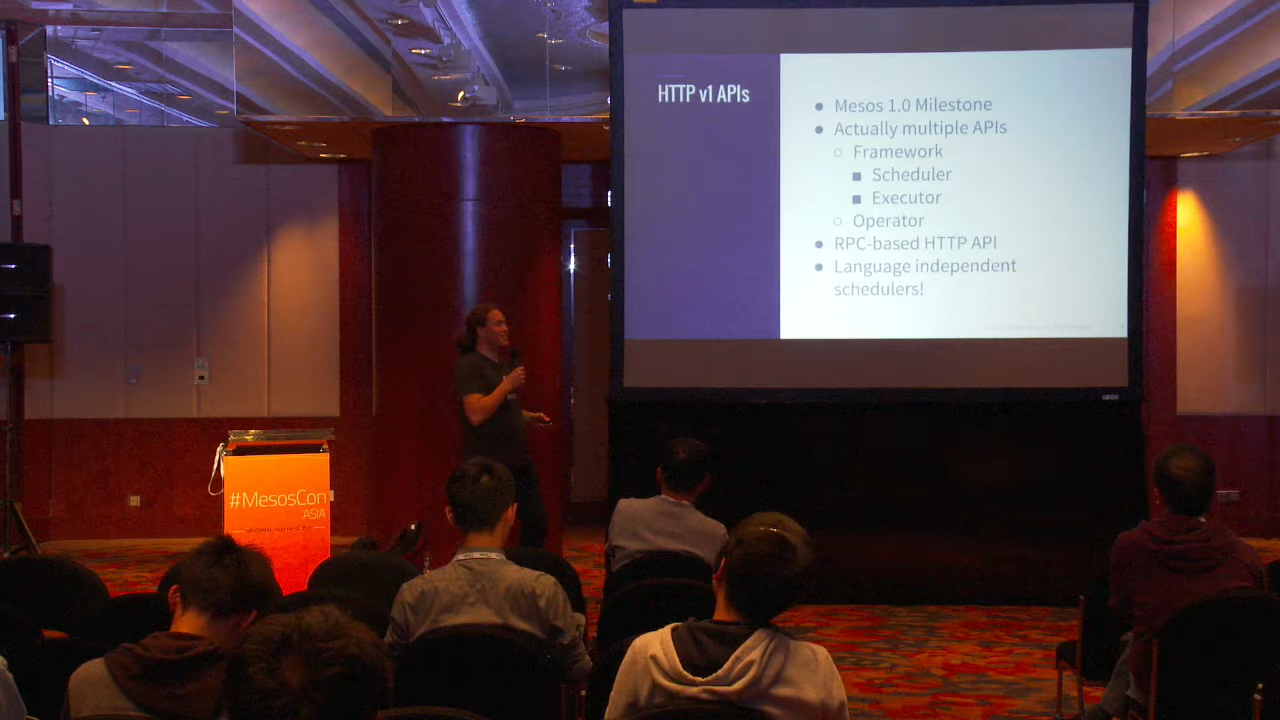 HTTP v1 APIs
● Mesos 1.0 Milestone
● Actually multiple APIs
○ Framework
■ Scheduler
■ Executor
○ Operator
● RPC-based HTTP API
● Language independent
schedulers!
#MesosCon
ASIA